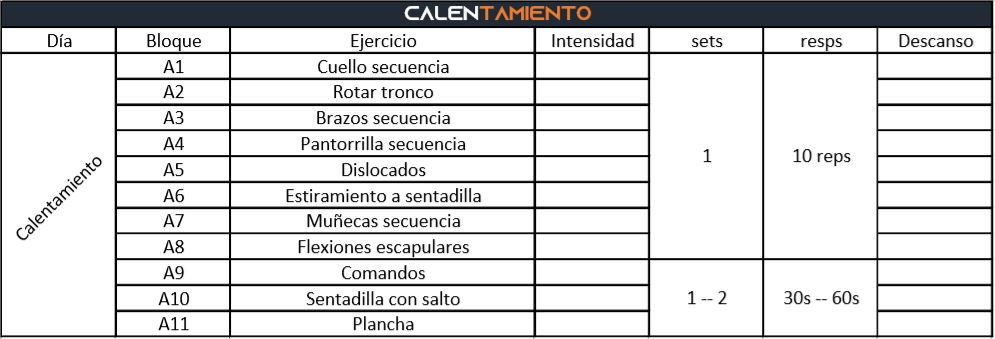 CALENTAMIENTO
Día Bloque Ejercicio Intensidad sets resps Descanso
Calentamiento
A1 Cuello secuencia
A2 Rotar tronco
A3 Brazos secuencia
A4 Pantorrilla secuencia
A5 Dislocados
A6 Estiramiento a sentadilla
A7 Muñecas secuencia
A8 Flexiones escapulares
1 10 reps
A9 Comandos
A10 Sentadilla con salto
A11 Plancha
1 -- 2 30s -- 60s